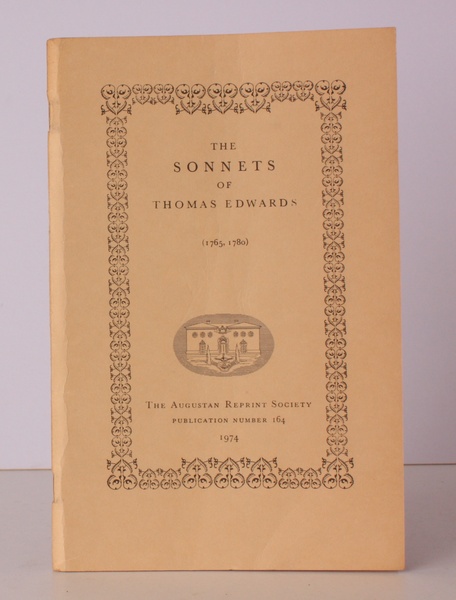 THE
SONNETS
OF
THOMAS EDWARDS
(1765, 1780)
THE AUGUSTAN REPRINT SOCIETY
PUBLICATION NUMBER 164
1974